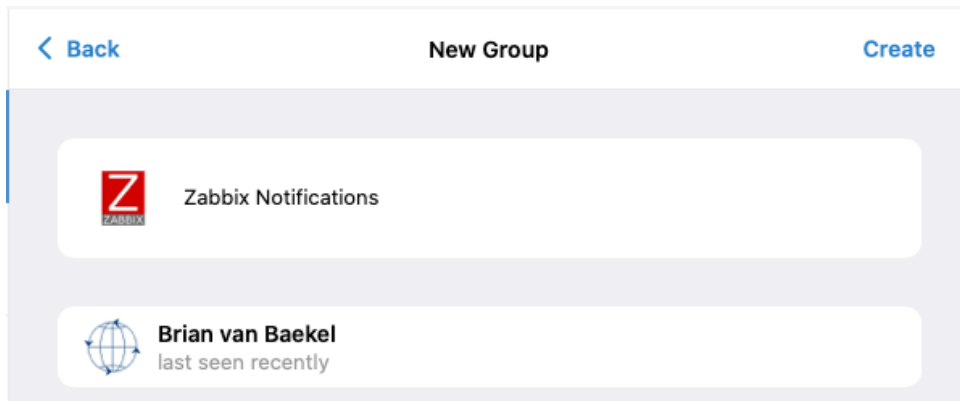 Back New Group Create
Z
ZABBIX
Zabbix Notifications
Brian van Baekel
last seen recently